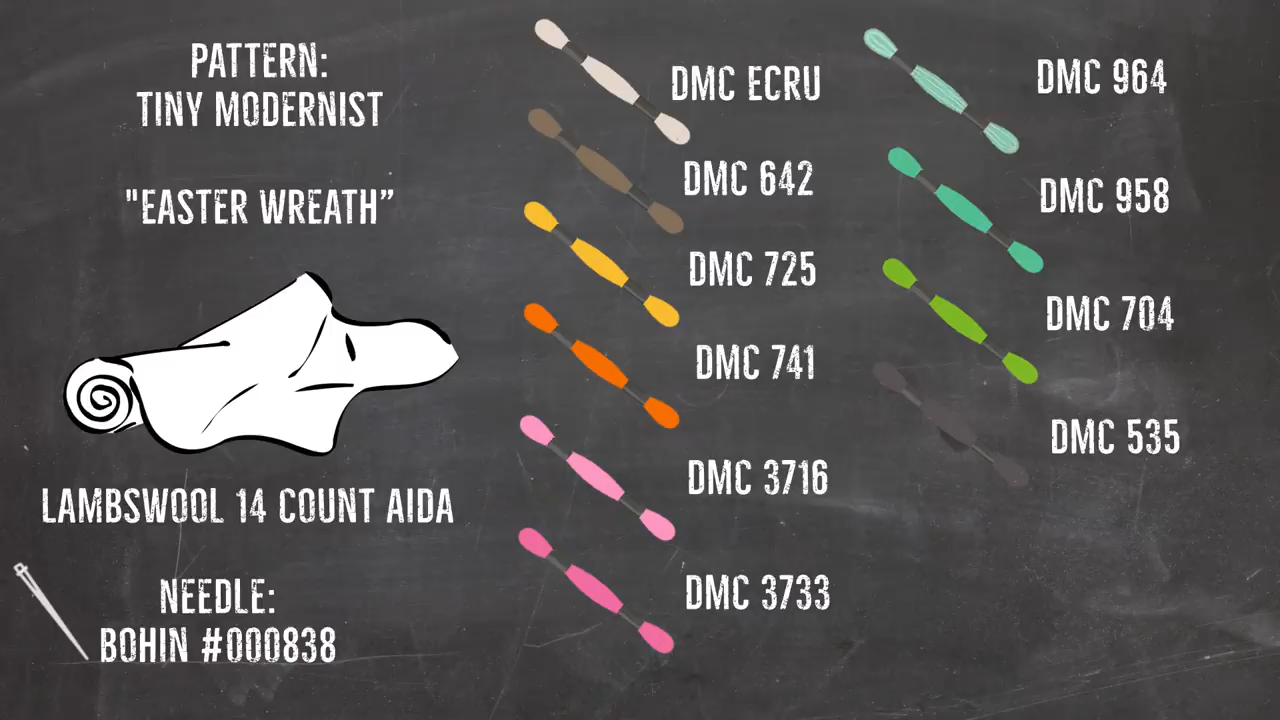 PATTERN:
TINY MODERNIST
"EASTER WREATH”
LAMBSWOOL 14 COUNT AIDA
NEEDLE:
BOHIN #000838
DMC ECRU
DMC 642
DMC 725
DMC 741
DMC 3716
DMC 3733
DMC 964
DMC 958
DMC 704
DMC 535